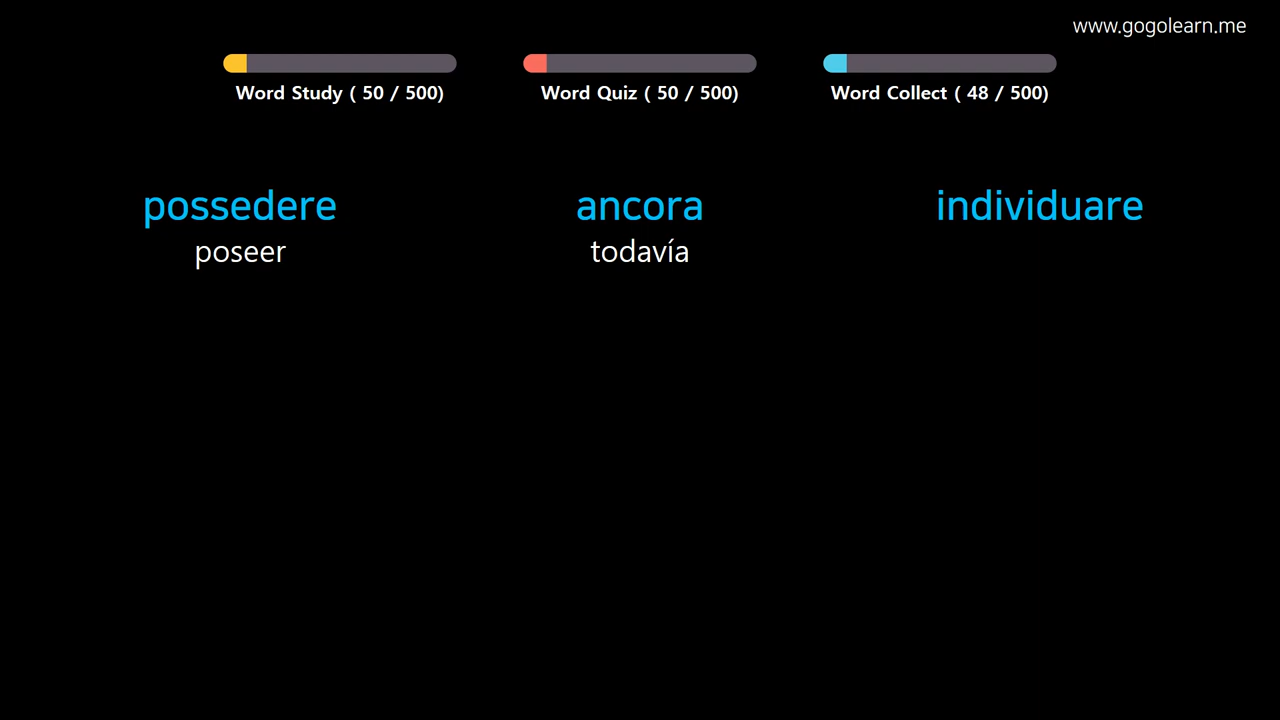 www.gogolearn.me
Word Study ( 50 / 500)
Word Quiz ( 50 / 500)
Word Collect ( 48 / 500)
possedere
poseer
ancora
todavía
individuare